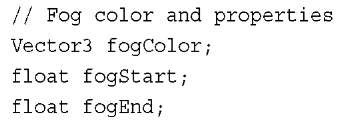 // Fog color and properties
Vector3 fogColor;
float fogStart;
float fogEnd;